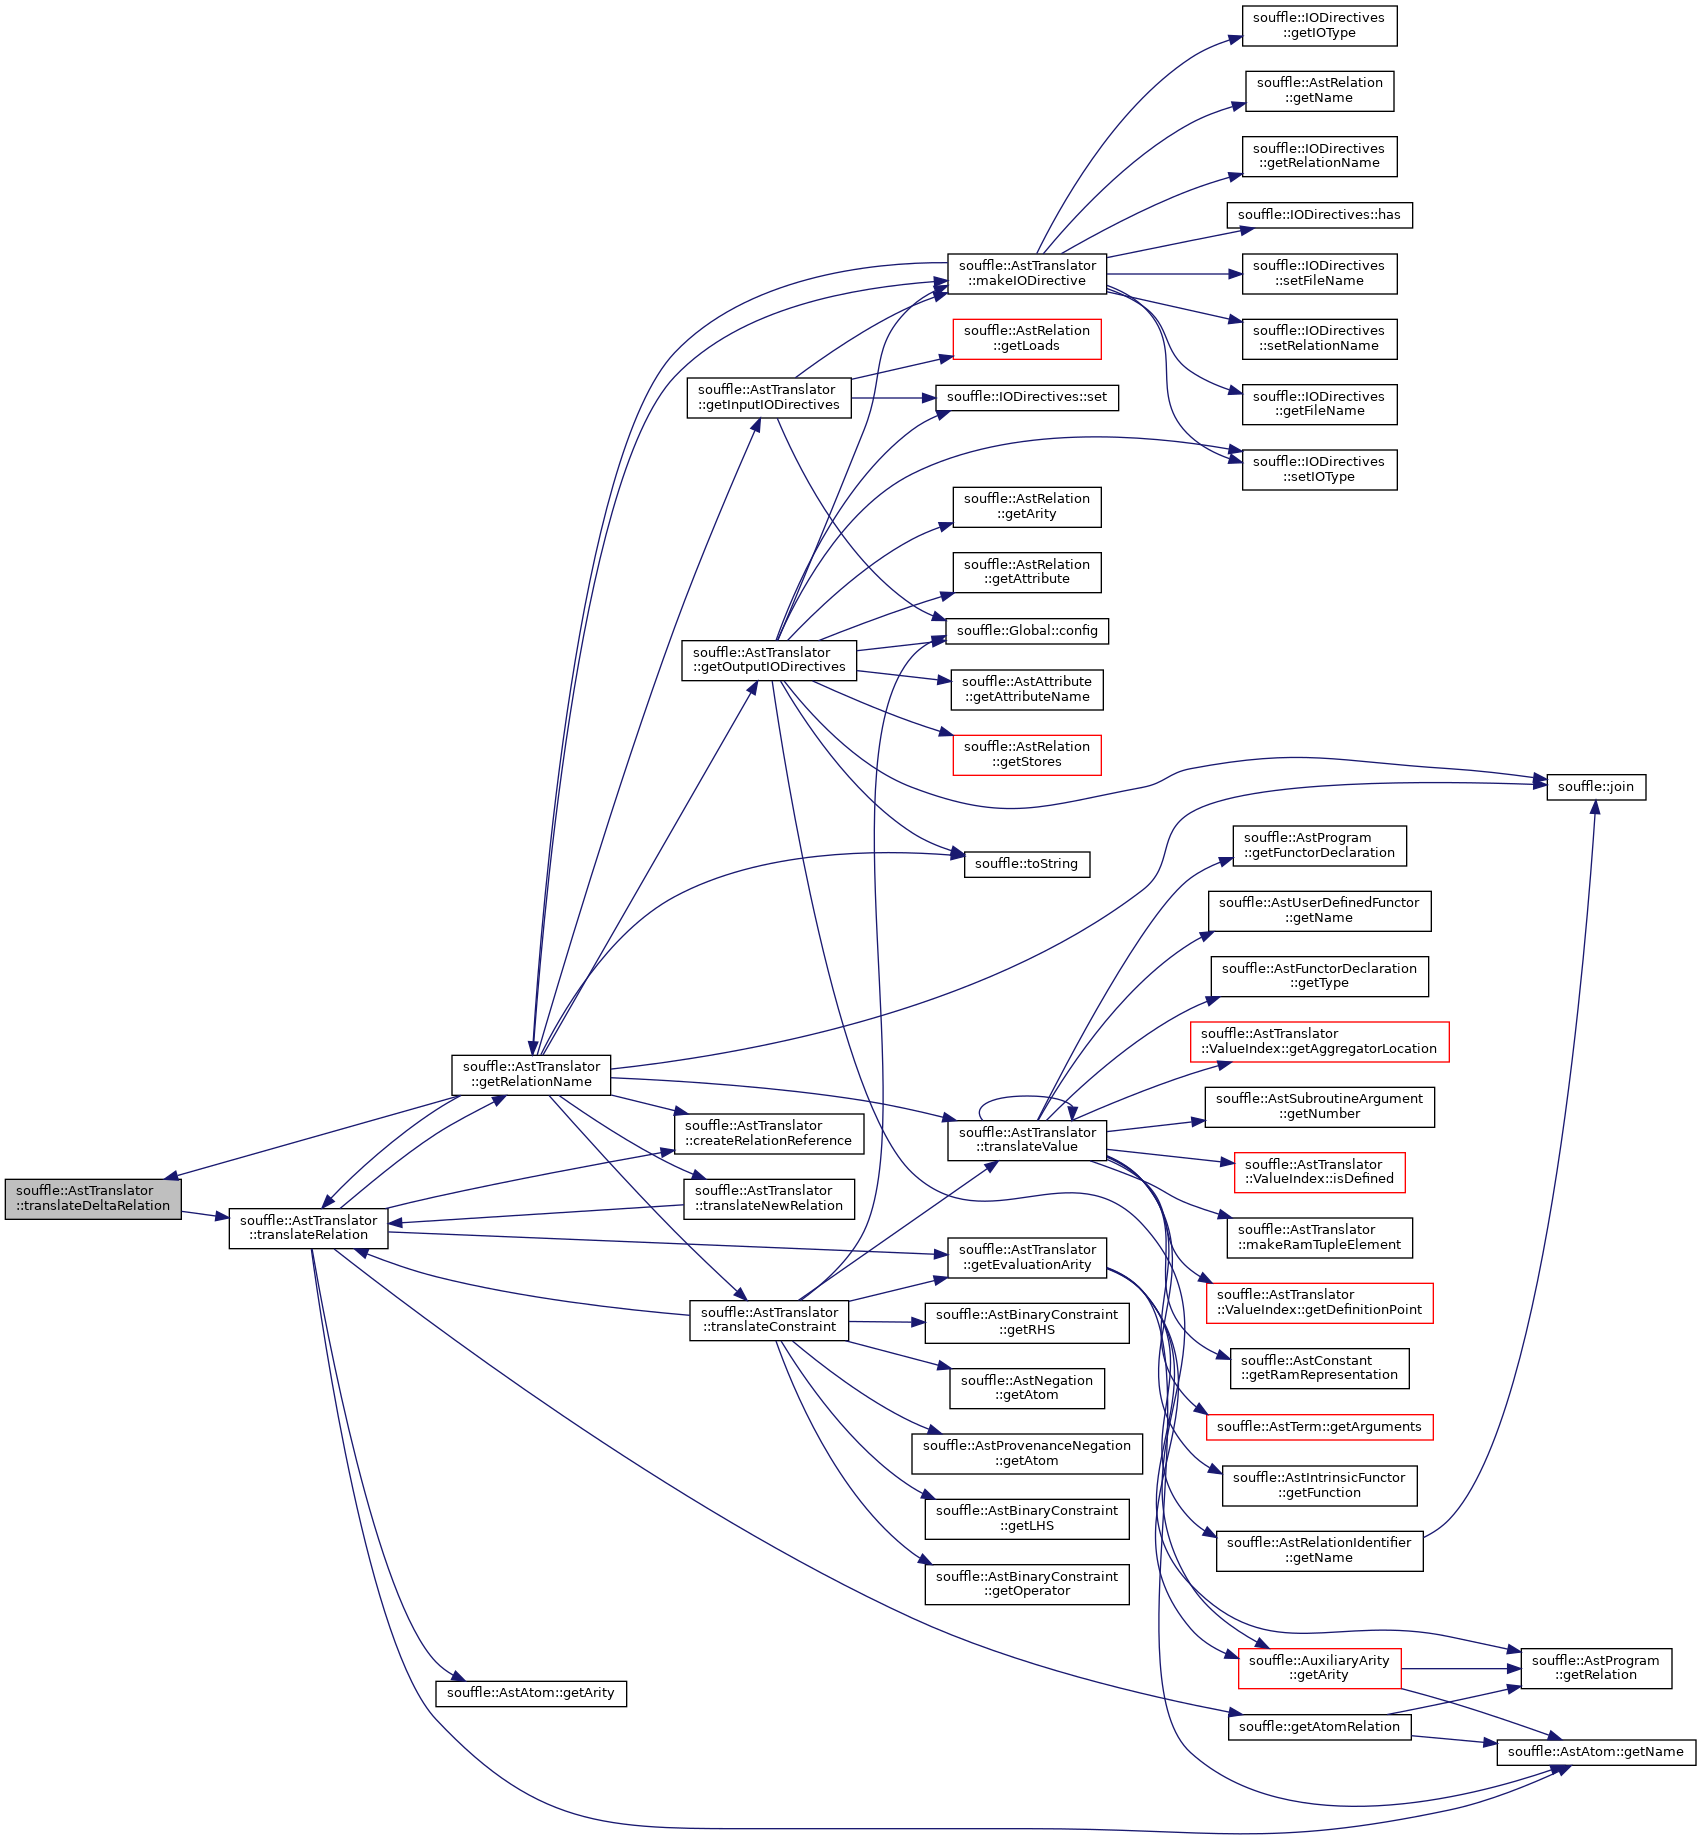 souffle::IODirectives
::getIOType
souffle::AstRelation
::getName
souffle::IODirectives
::getRelationName
souffle::IODirectives::has
souffle::AstTranslator
::makeIODirective
souffle::IODirectives
::setFileName
souffle::AstRelation
::getLoads
souffle::IODirectives
::setRelationName
souffle::AstTranslator
::getInputIODirectives
souffle::IODirectives::set
souffle::IODirectives
::getFileName
souffle::IODirectives
::setIOType
souffle::AstRelation
::getArity
souffle::AstRelation
::getAttribute
souffle::Global::config
souffle::AstTranslator
::getOutputIODirectives
souffle::AstAttribute
::getAttributeName
souffle::AstRelation
::getStores
souffle::join
souffle::toString
souffle::AstProgram
::getFunctorDeclaration
souffle::AstUserDefinedFunctor
::getName
souffle::AstFunctorDeclaration
::getType
souffle::AstTranslator
::ValueIndex::getAggregatorLocation
souffle::AstTranslator
::getRelationName
souffle::AstSubroutineArgument
::getNumber
souffle::AstTranslator
::createRelationReference
souffle::AstTranslator
::translateValue
souffle::AstTranslator
::ValueIndex::isDefined
souffle::AstTranslator
::translateDeltaRelation
souffle::AstTranslator
::translateNewRelation
souffle::AstTranslator
::translateRelation
souffle::AstTranslator
::makeRamTupleElement
souffle::AstTranslator
::getEvaluationArity
souffle::AstTranslator
::ValueIndex::getDefinitionPoint
souffle::AstTranslator
::translateConstraint
souffle::AstBinaryConstraint
::getRHS
souffle::AstConstant
::getRamRepresentation
souffle::AstNegation
::getAtom
souffle::AstTerm::getArguments
souffle::AstProvenanceNegation
::getAtom
souffle::AstIntrinsicFunctor
::getFunction
souffle::AstBinaryConstraint
::getLHS
souffle::AstRelationIdentifier
::getName
souffle::AstBinaryConstraint
::getOperator
souffle::AuxiliaryArity
::getArity
souffle::AstProgram
::getRelation
souffle::AstAtom::getArity
souffle::getAtomRelation
souffle::AstAtom::getName